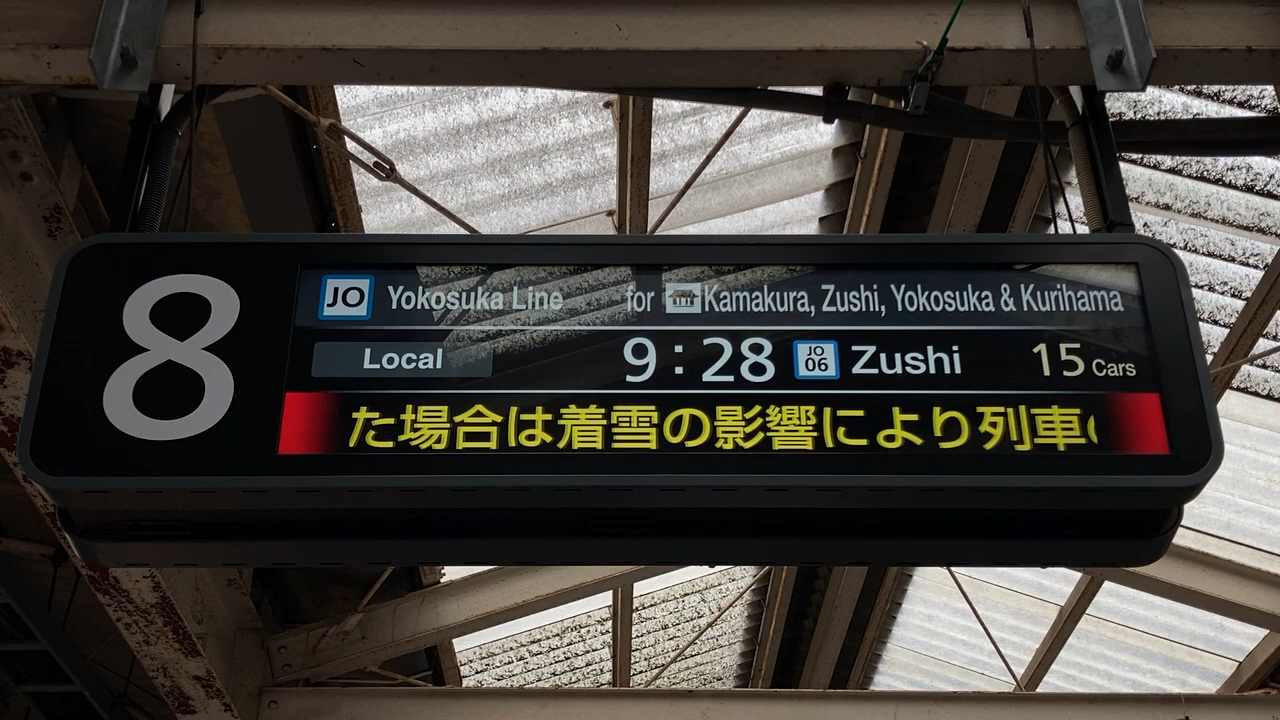 8
JO Yokosuka Line for Kamakura, Zushi, Yokosuka & Kurihama
Local 9:28 JO 06 Zushi 15 Cars
た場合は着雪の影響により列車